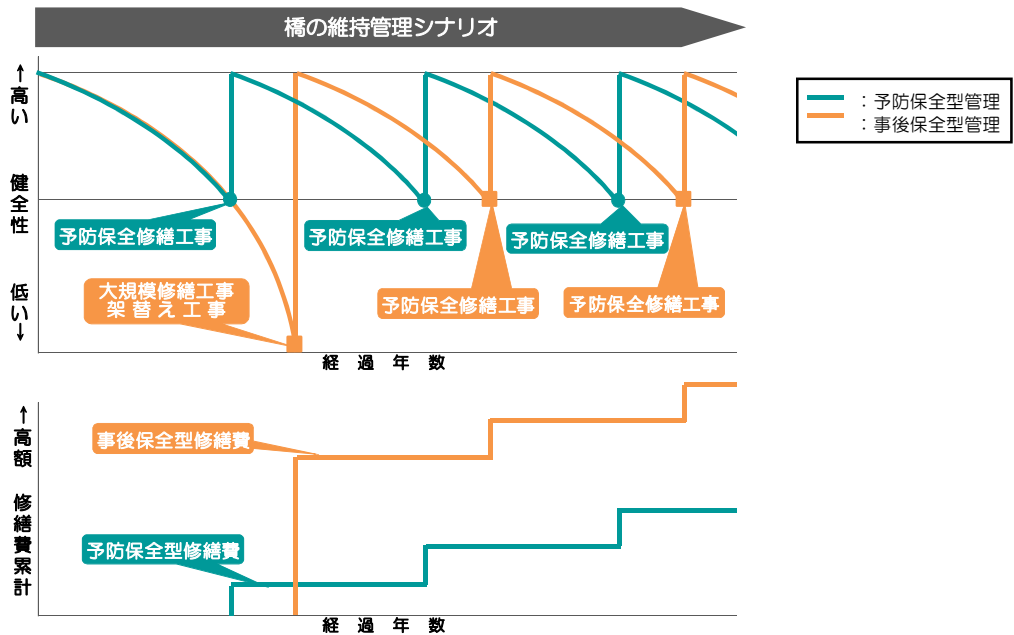 橋の維持管理シナリオ
↑高い 健全性 低い↓
：予防保全型管理
：事後保全型管理
予防保全修繕工事
予防保全修繕工事
予防保全修繕工事
大規模修繕工事
架替え工事
予防保全修繕工事
予防保全修繕工事
経過年数
↑高額 修繕費累計
事後保全型修繕費
予防保全型修繕費
経過年数